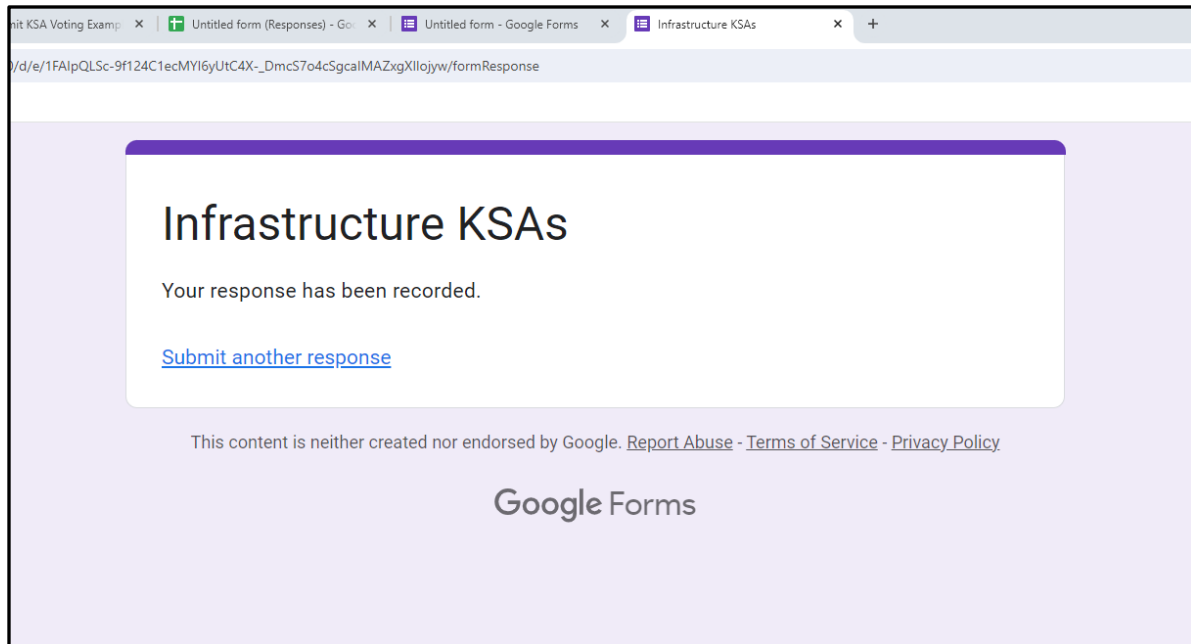 nit KSA Voting Examp
Untitled form (Responses) - Goo
Untitled form - Google Forms
Infrastructure KSAs
/d/e/1FAIpQLSc-9f124C1ecMYI6yUtC4X-_DmcS7o4cSgcaIMAZxgXIIojyw/formResponse
Infrastructure KSAs
Your response has been recorded.
Submit another response
This content is neither created nor endorsed by Google. Report Abuse - Terms of Service - Privacy Policy
Google Forms